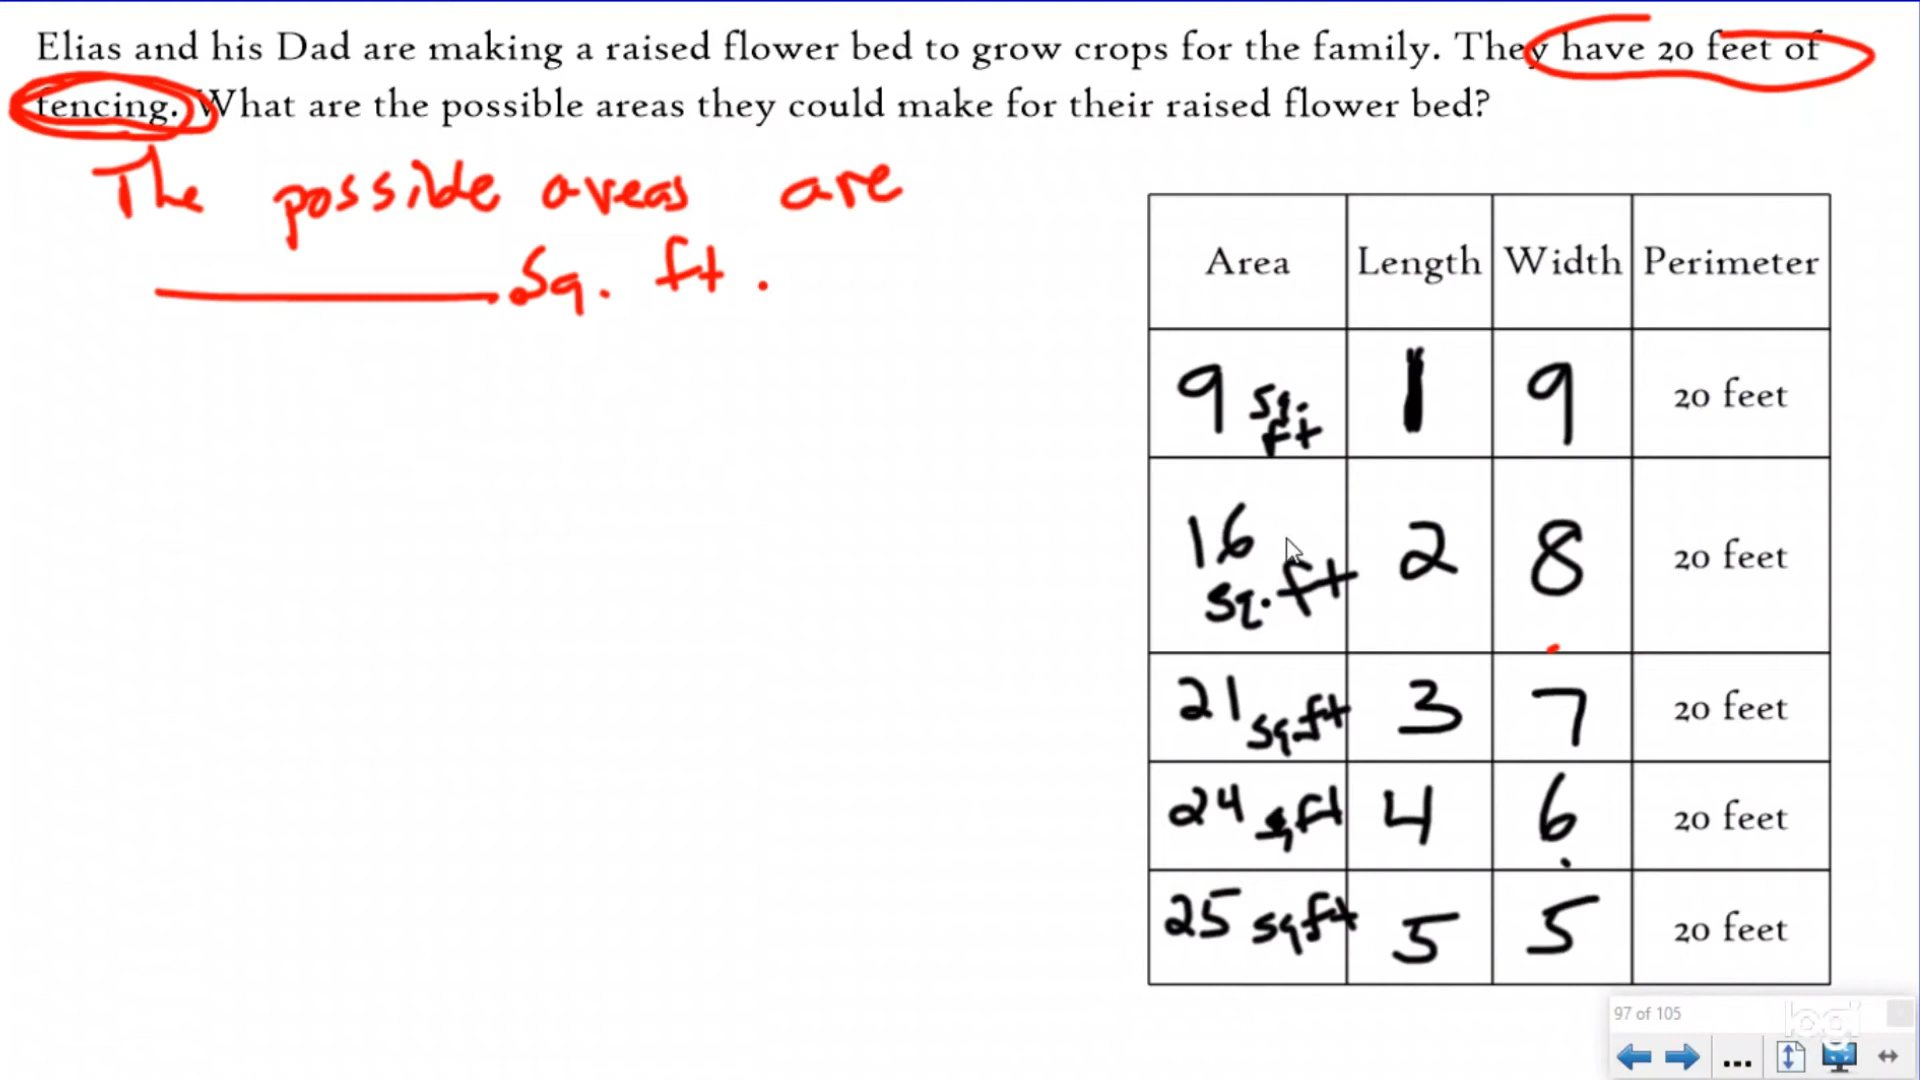 Elias and his Dad are making a raised flower bed to grow crops for the family. They have 20 feet of
fencing. What are the possible areas they could make for their raised flower bed?
The possible areas are
__________ Sq. ft.
Area Length Width Perimeter
9 sq. ft 1 9 20 feet
16 sq. ft 2 8 20 feet
21 sq ft 3 7 20 feet
24 sq ft 4 6 20 feet
25 sq ft 5 5 20 feet
97 of 105
logi
...